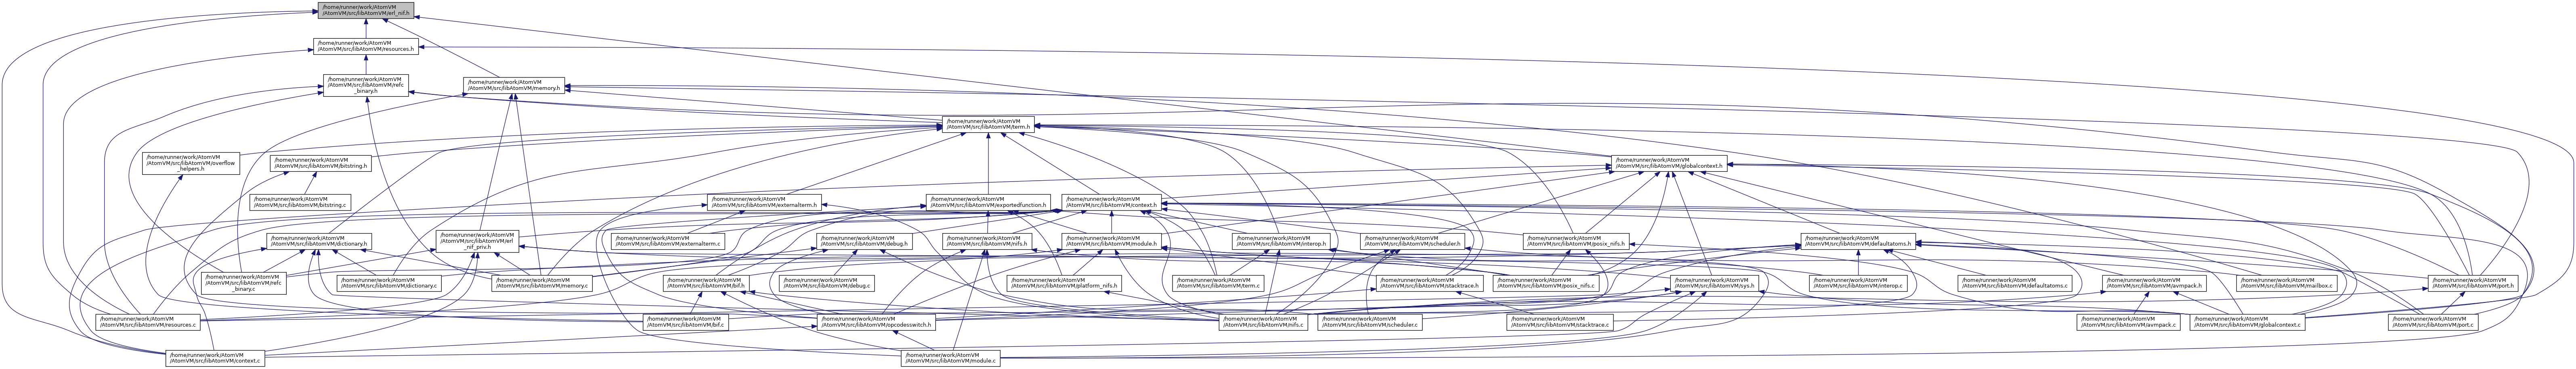 /home/runner/work/AtomVM
/AtomVM/src/libAtomVM/erl_nif.h
/home/runner/work/AtomVM
/AtomVM/src/libAtomVM/resources.h
/home/runner/work/AtomVM
/AtomVM/src/libAtomVM/refc
_binary.h
/home/runner/work/AtomVM
/AtomVM/src/libAtomVM/memory.h
/home/runner/work/AtomVM
/AtomVM/src/libAtomVM/term.h
/home/runner/work/AtomVM
/AtomVM/src/libAtomVM/overflow
_helpers.h
/home/runner/work/AtomVM
/AtomVM/src/libAtomVM/bitstring.h
/home/runner/work/AtomVM
/AtomVM/src/libAtomVM/globalcontext.h
/home/runner/work/AtomVM
/AtomVM/src/libAtomVM/bitstring.c
/home/runner/work/AtomVM
/AtomVM/src/libAtomVM/externalterm.h
/home/runner/work/AtomVM
/AtomVM/src/libAtomVM/exportedfunction.h
/home/runner/work/AtomVM
/AtomVM/src/libAtomVM/context.h
/home/runner/work/AtomVM
/AtomVM/src/libAtomVM/dictionary.h
/home/runner/work/AtomVM
/AtomVM/src/libAtomVM/erl
_nif_priv.h
/home/runner/work/AtomVM
/AtomVM/src/libAtomVM/externalterm.c
/home/runner/work/AtomVM
/AtomVM/src/libAtomVM/debug.h
/home/runner/work/AtomVM
/AtomVM/src/libAtomVM/nifs.h
/home/runner/work/AtomVM
/AtomVM/src/libAtomVM/module.h
/home/runner/work/AtomVM
/AtomVM/src/libAtomVM/interop.h
/home/runner/work/AtomVM
/AtomVM/src/libAtomVM/scheduler.h
/home/runner/work/AtomVM
/AtomVM/src/libAtomVM/posix_nifs.h
/home/runner/work/AtomVM
/AtomVM/src/libAtomVM/defaultatoms.h
/home/runner/work/AtomVM
/AtomVM/src/libAtomVM/refc
_binary.c
/home/runner/work/AtomVM
/AtomVM/src/libAtomVM/dictionary.c
/home/runner/work/AtomVM
/AtomVM/src/libAtomVM/memory.c
/home/runner/work/AtomVM
/AtomVM/src/libAtomVM/bif.h
/home/runner/work/AtomVM
/AtomVM/src/libAtomVM/debug.c
/home/runner/work/AtomVM
/AtomVM/src/libAtomVM/platform_nifs.h
/home/runner/work/AtomVM
/AtomVM/src/libAtomVM/term.c
/home/runner/work/AtomVM
/AtomVM/src/libAtomVM/stacktrace.h
/home/runner/work/AtomVM
/AtomVM/src/libAtomVM/posix_nifs.c
/home/runner/work/AtomVM
/AtomVM/src/libAtomVM/sys.h
/home/runner/work/AtomVM
/AtomVM/src/libAtomVM/interop.c
/home/runner/work/AtomVM
/AtomVM/src/libAtomVM/defaultatoms.c
/home/runner/work/AtomVM
/AtomVM/src/libAtomVM/avmpack.h
/home/runner/work/AtomVM
/AtomVM/src/libAtomVM/mailbox.c
/home/runner/work/AtomVM
/AtomVM/src/libAtomVM/port.h
/home/runner/work/AtomVM
/AtomVM/src/libAtomVM/resources.c
/home/runner/work/AtomVM
/AtomVM/src/libAtomVM/bif.c
/home/runner/work/AtomVM
/AtomVM/src/libAtomVM/opcodesswitch.h
/home/runner/work/AtomVM
/AtomVM/src/libAtomVM/nifs.c
/home/runner/work/AtomVM
/AtomVM/src/libAtomVM/scheduler.c
/home/runner/work/AtomVM
/AtomVM/src/libAtomVM/stacktrace.c
/home/runner/work/AtomVM
/AtomVM/src/libAtomVM/avmpack.c
/home/runner/work/AtomVM
/AtomVM/src/libAtomVM/globalcontext.c
/home/runner/work/AtomVM
/AtomVM/src/libAtomVM/port.c
/home/runner/work/AtomVM
/AtomVM/src/libAtomVM/context.c
/home/runner/work/AtomVM
/AtomVM/src/libAtomVM/module.c